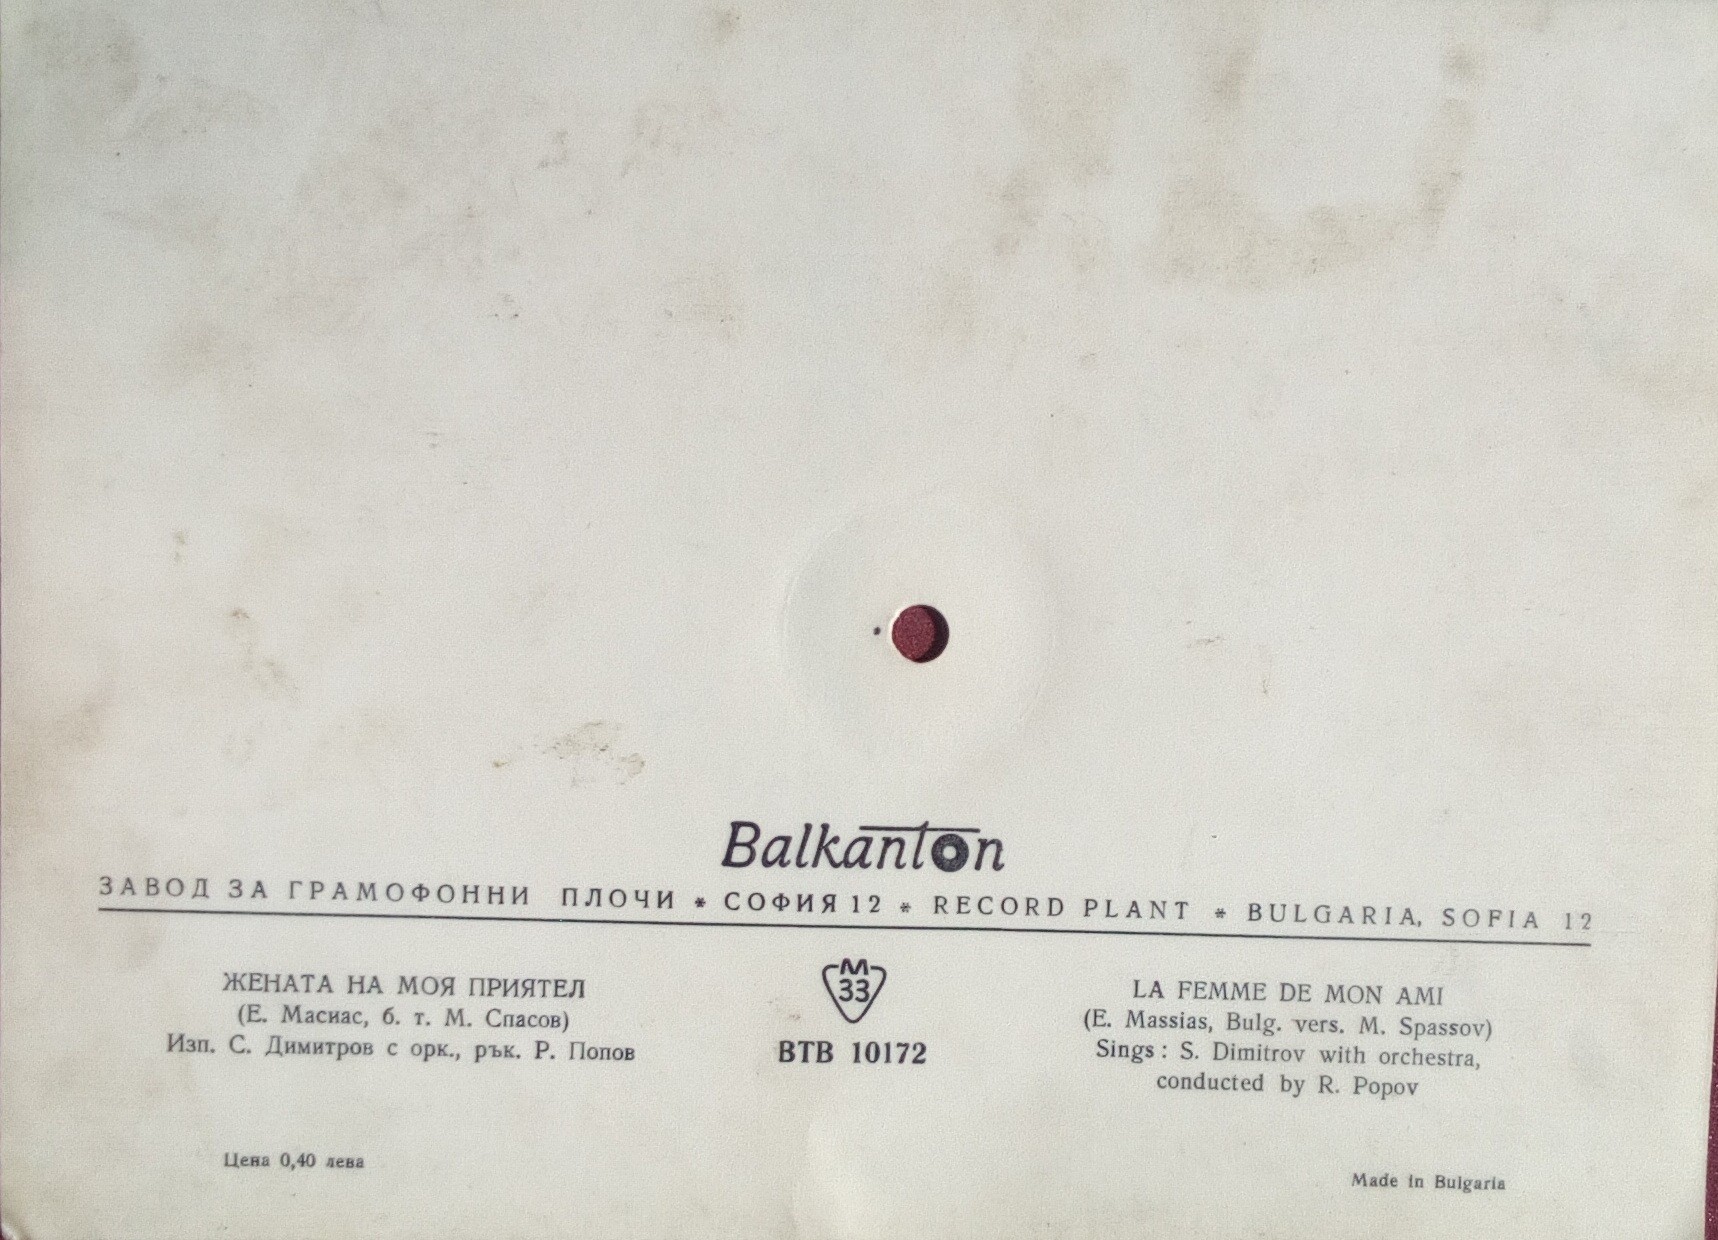 Balkanton
ЗАВОД ЗА ГРАМОФОННИ ПЛОЧИ * СОФИЯ 12 * RECORD PLANT * BULGARIA, SOFIA 12
ЖЕНАТА НА МОЯ ПРИЯТЕЛ
(Е. Масиас, б. т. М. Спасов)
Изп. С. Димитров с орк., рък. Р. Попов
М
33
ВТВ 10172
LA FEMME DE MON AMI
(E. Massias, Bulg. vers. M. Spassov)
Sings : S. Dimitrov with orchestra,
conducted by R. Popov
Цена 0,40 лева
Made in Bulgaria